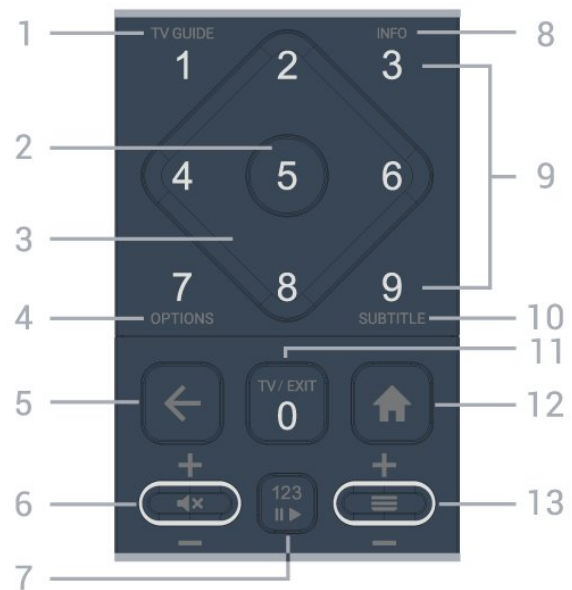 1 TV GUIDE INFO 8
1 2 3
2 9
4 5 6
3
7 8 9
4 OPTIONS SUBTITLE 10
11
5 TV / EXIT 12
0
+ +
6 123 13
− −
7